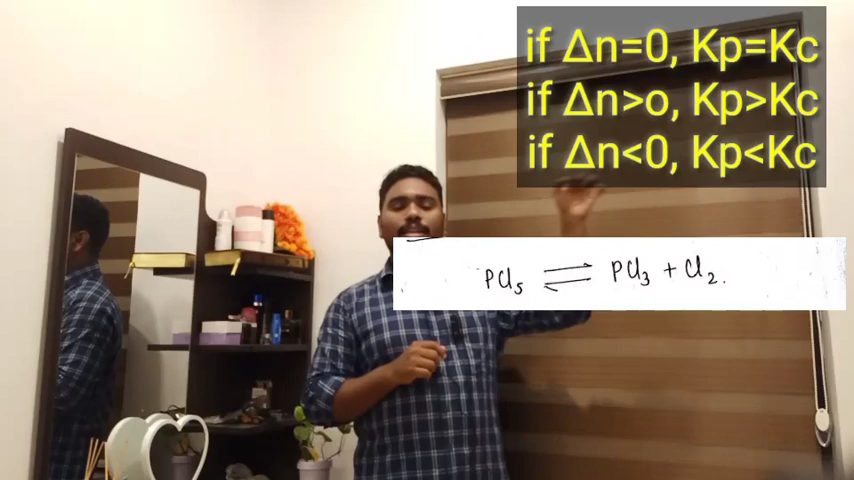 if Δn=0, Kp=Kc
if Δn>o, Kp>Kc
if Δn<0, Kp<Kc
PCl₅ ⇌ PCl₃ + Cl₂.